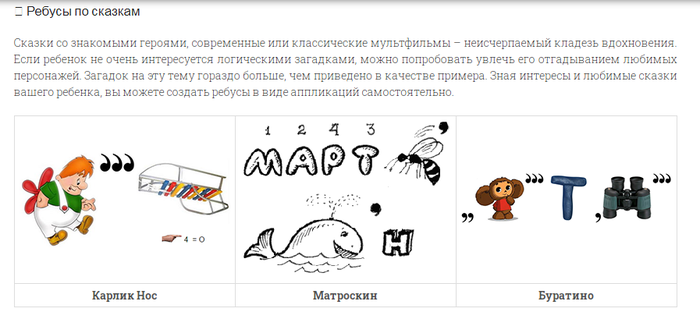 Ребусы по сказкам
Сказки со знакомыми героями, современные или классические мультфильмы – неисчерпаемый кладезь вдохновения.
Если ребенок не очень интересуется логическими загадками, можно попробовать увлечь его отгадыванием любимых
персонажей. Загадок на эту тему гораздо больше, чем приведено в качестве примера. Зная интересы и любимые сказки
вашего ребенка, вы можете создать ребусы в виде аппликаций самостоятельно.
,,,
4 = О
1 2 4 3
МАРТ ,
, Н
,, ,,, Т , ,,,
Карлик Нос Матроскин Буратино